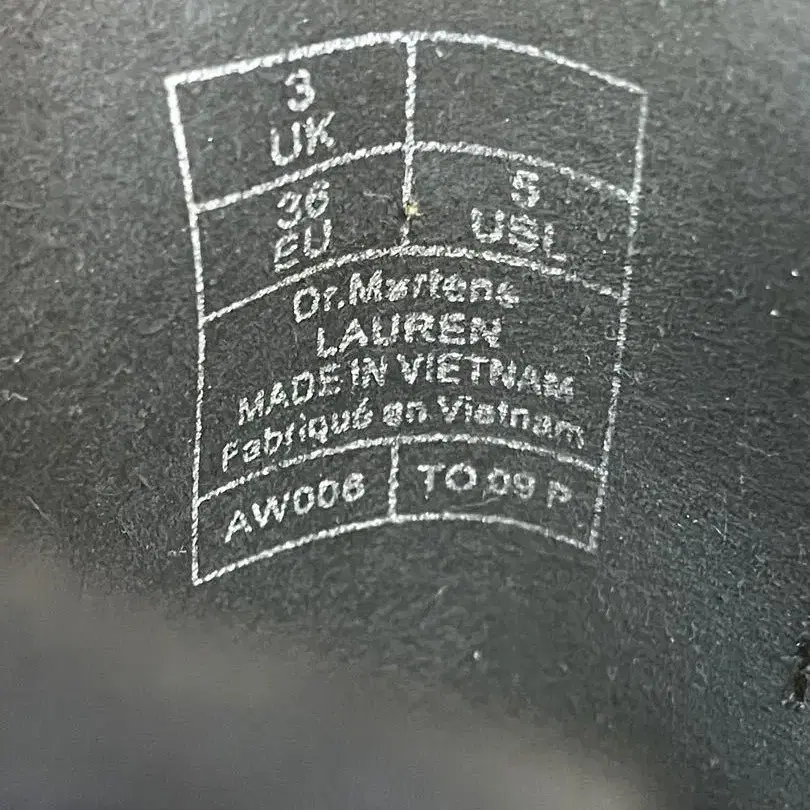 3
UK
36
EU
5
USL
Dr.Martens
LAUREN
MADE IN VIETNAM
Fabriqué en Vietnam
AW006
TO 09 P